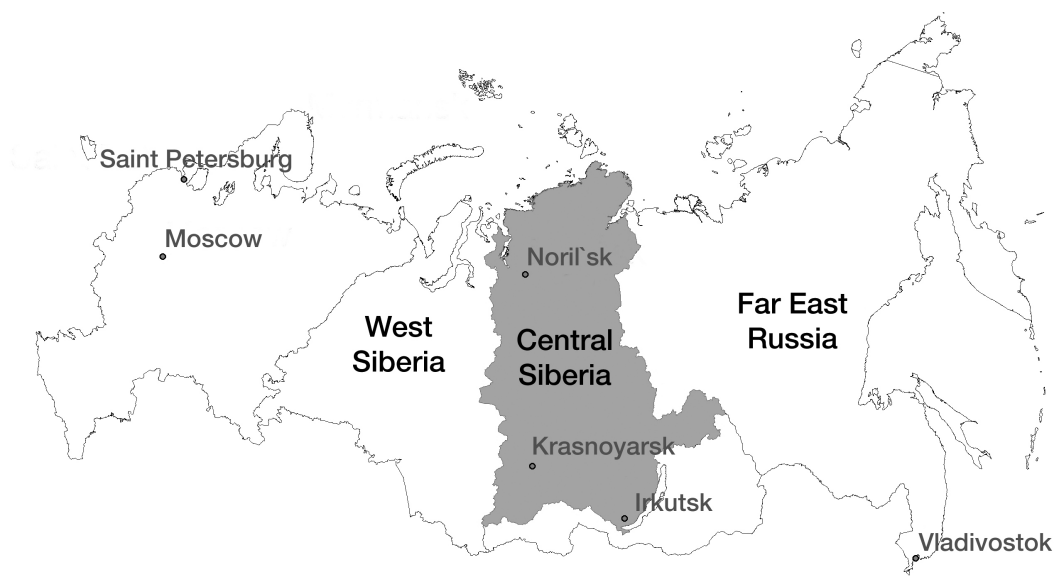 Saint Petersburg
Moscow
Noril`sk
West
Siberia
Central
Siberia
Far East
Russia
Krasnoyarsk
Irkutsk
Vladivostok